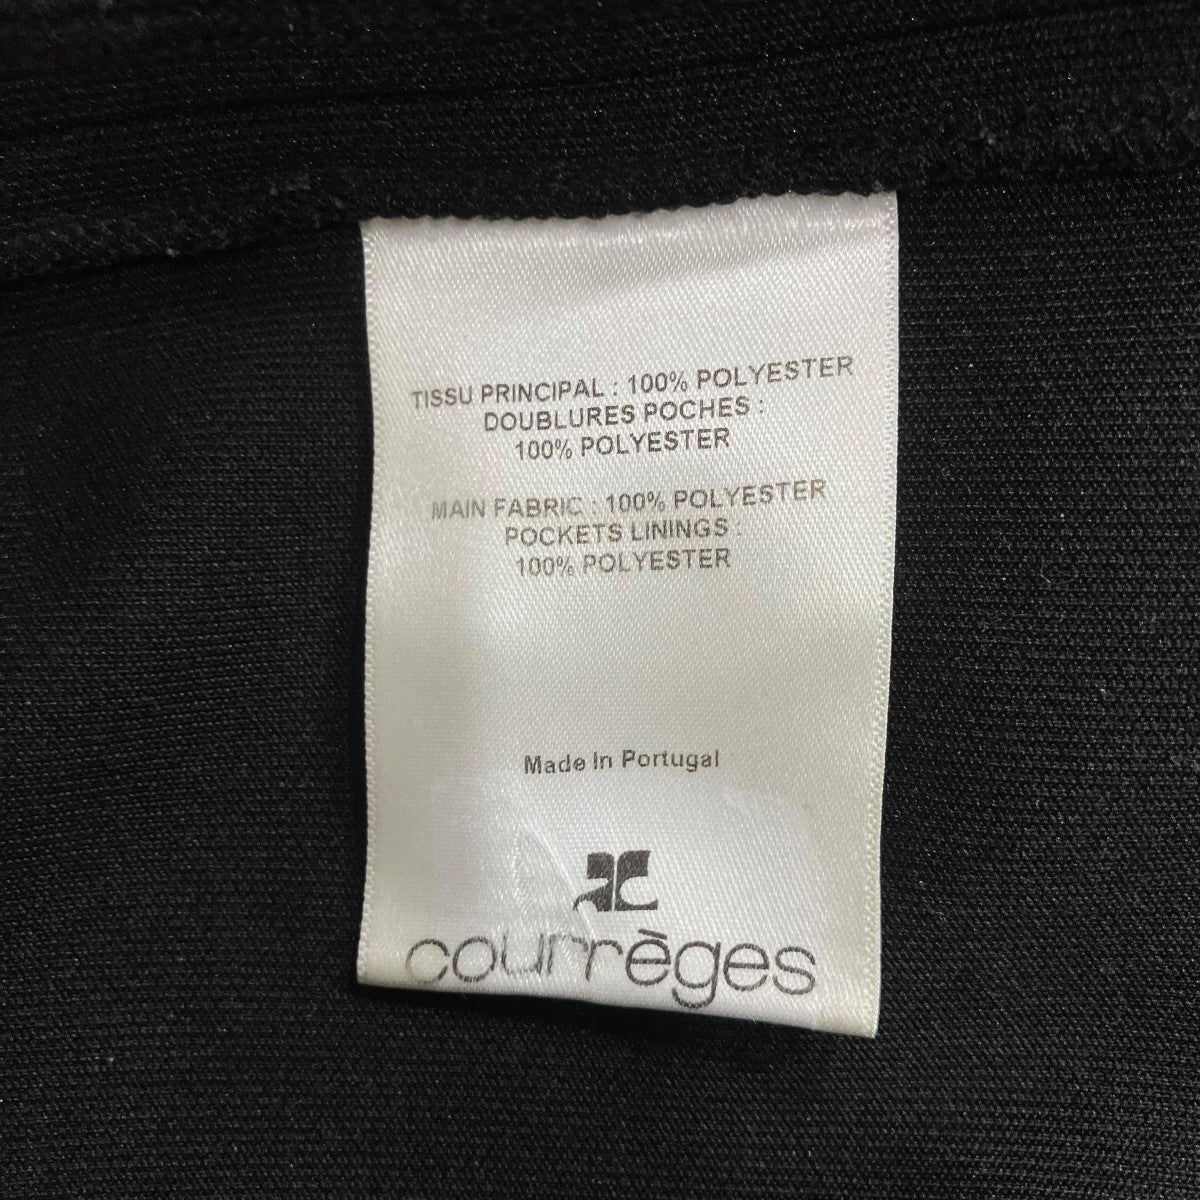 TISSU PRINCIPAL : 100% POLYESTER
DOUBLURES POCHES :
100% POLYESTER
MAIN FABRIC : 100% POLYESTER
POCKETS LININGS :
100% POLYESTER
Made In Portugal
courrèges